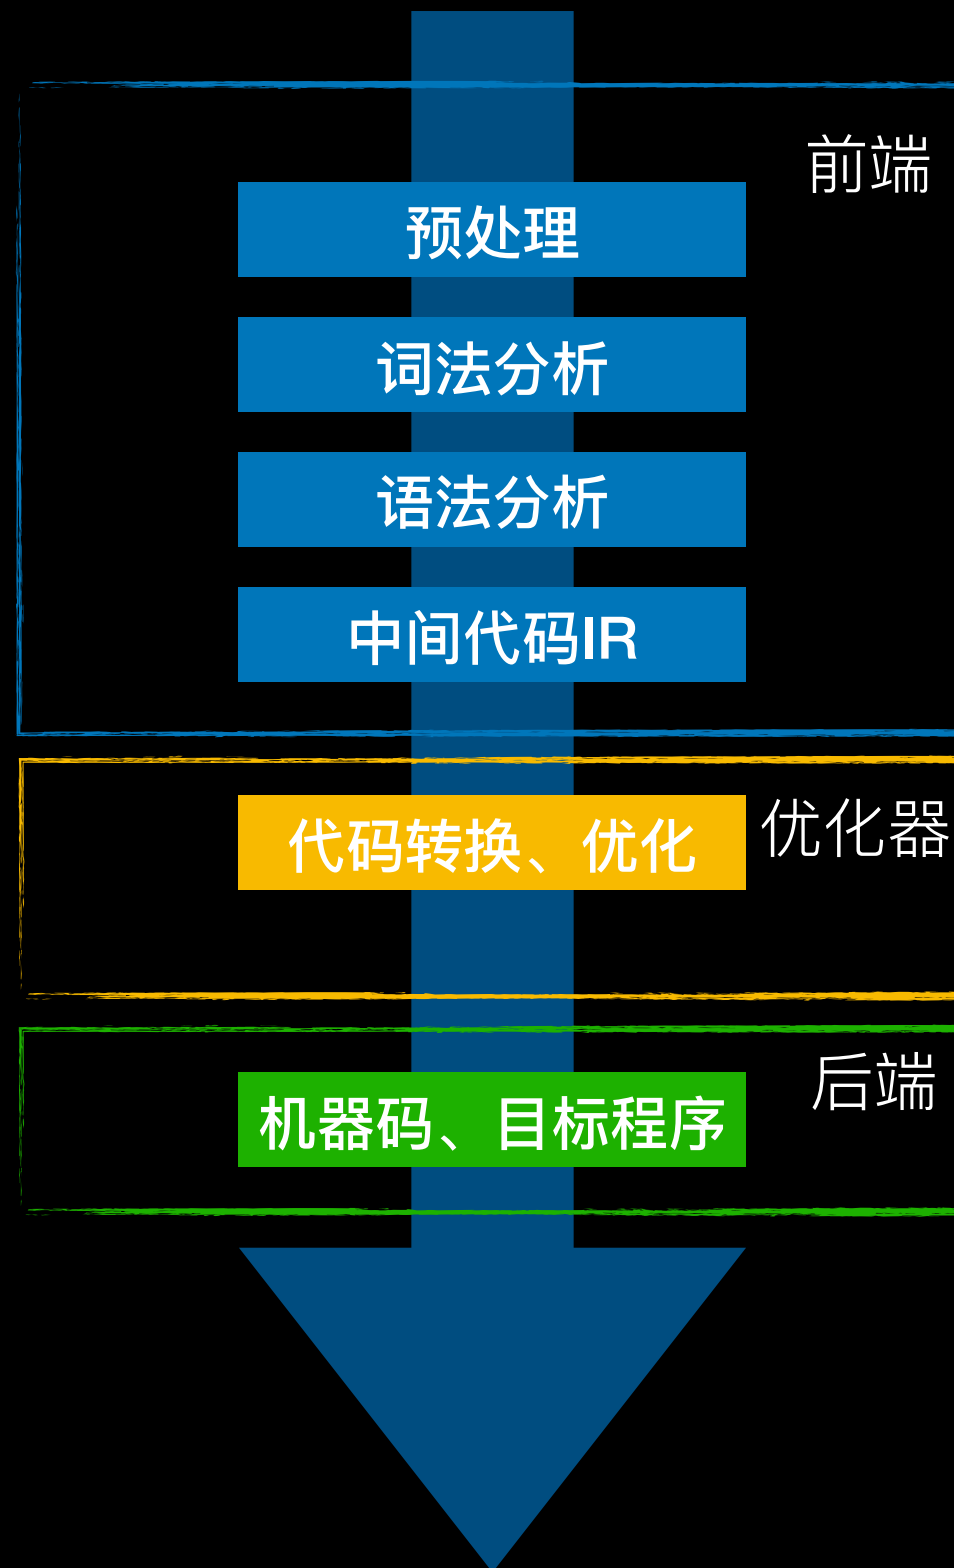 前端
预处理
词法分析
语法分析
中间代码IR
代码转换、优化
优化器
后端
机器码、目标程序